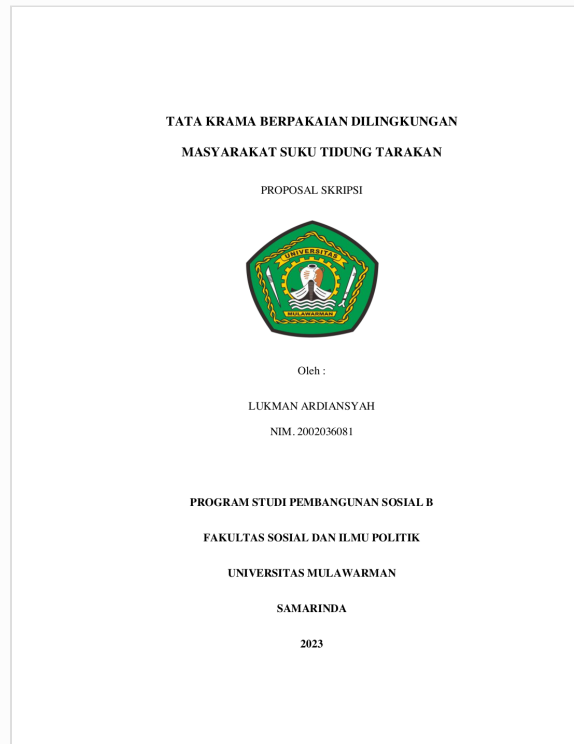 TATA KRAMA BERPAKAIAN DILINGKUNGAN
MASYARAKAT SUKU TIDUNG TARAKAN
PROPOSAL SKRIPSI
UNIVERSITAS
MULAWARMAN
Oleh :
LUKMAN ARDIANSYAH
NIM. 2002036081
PROGRAM STUDI PEMBANGUNAN SOSIAL B
FAKULTAS SOSIAL DAN ILMU POLITIK
UNIVERSITAS MULAWARMAN
SAMARINDA
2023